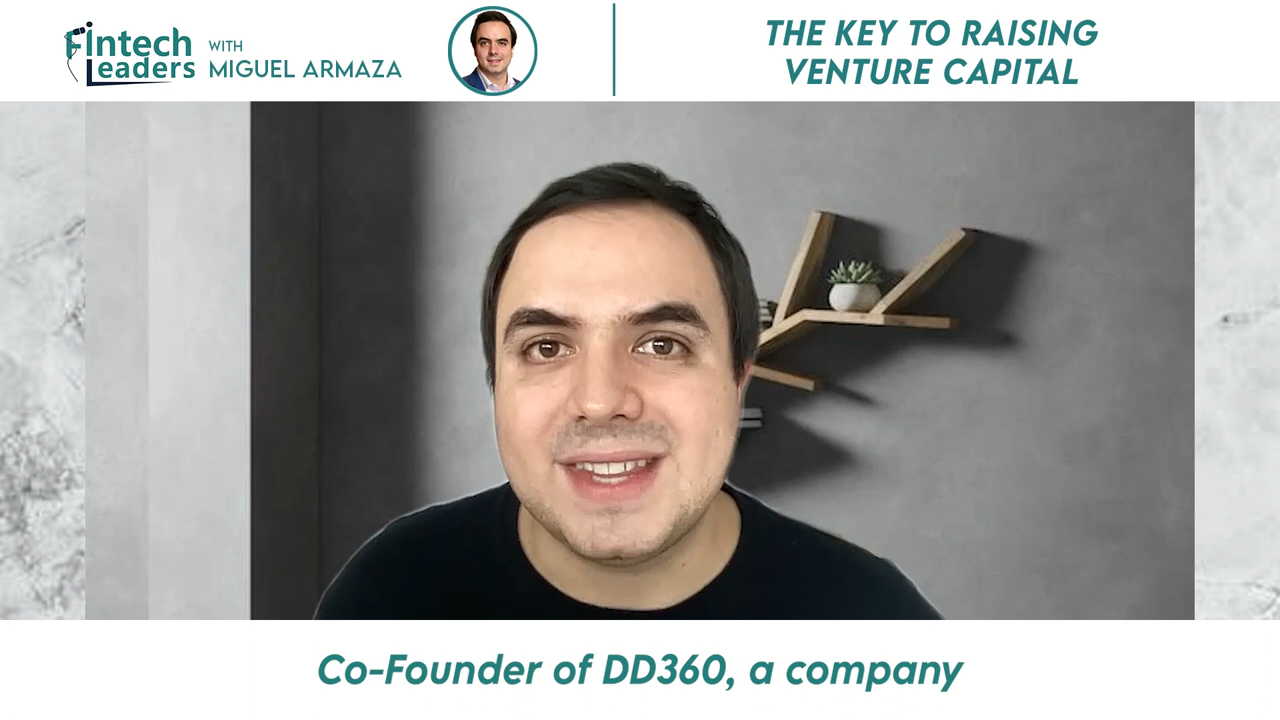 Fintech
Leaders
WITH
MIGUEL ARMAZA
THE KEY TO RAISING
VENTURE CAPITAL
Co-Founder of DD360, a company